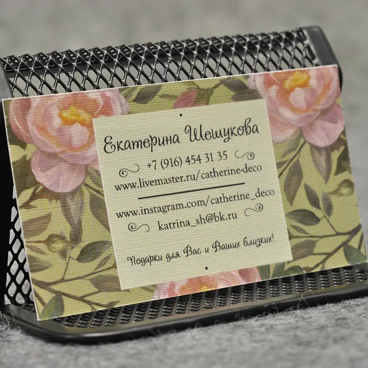 Екатерина Шешукова
+7 (916) 454 31 35
www.livemaster.ru/catherine-deco
www.instagram.com/catherine_deco
katrina_sh@bk.ru
Подарки для Вас и Ваших близких!